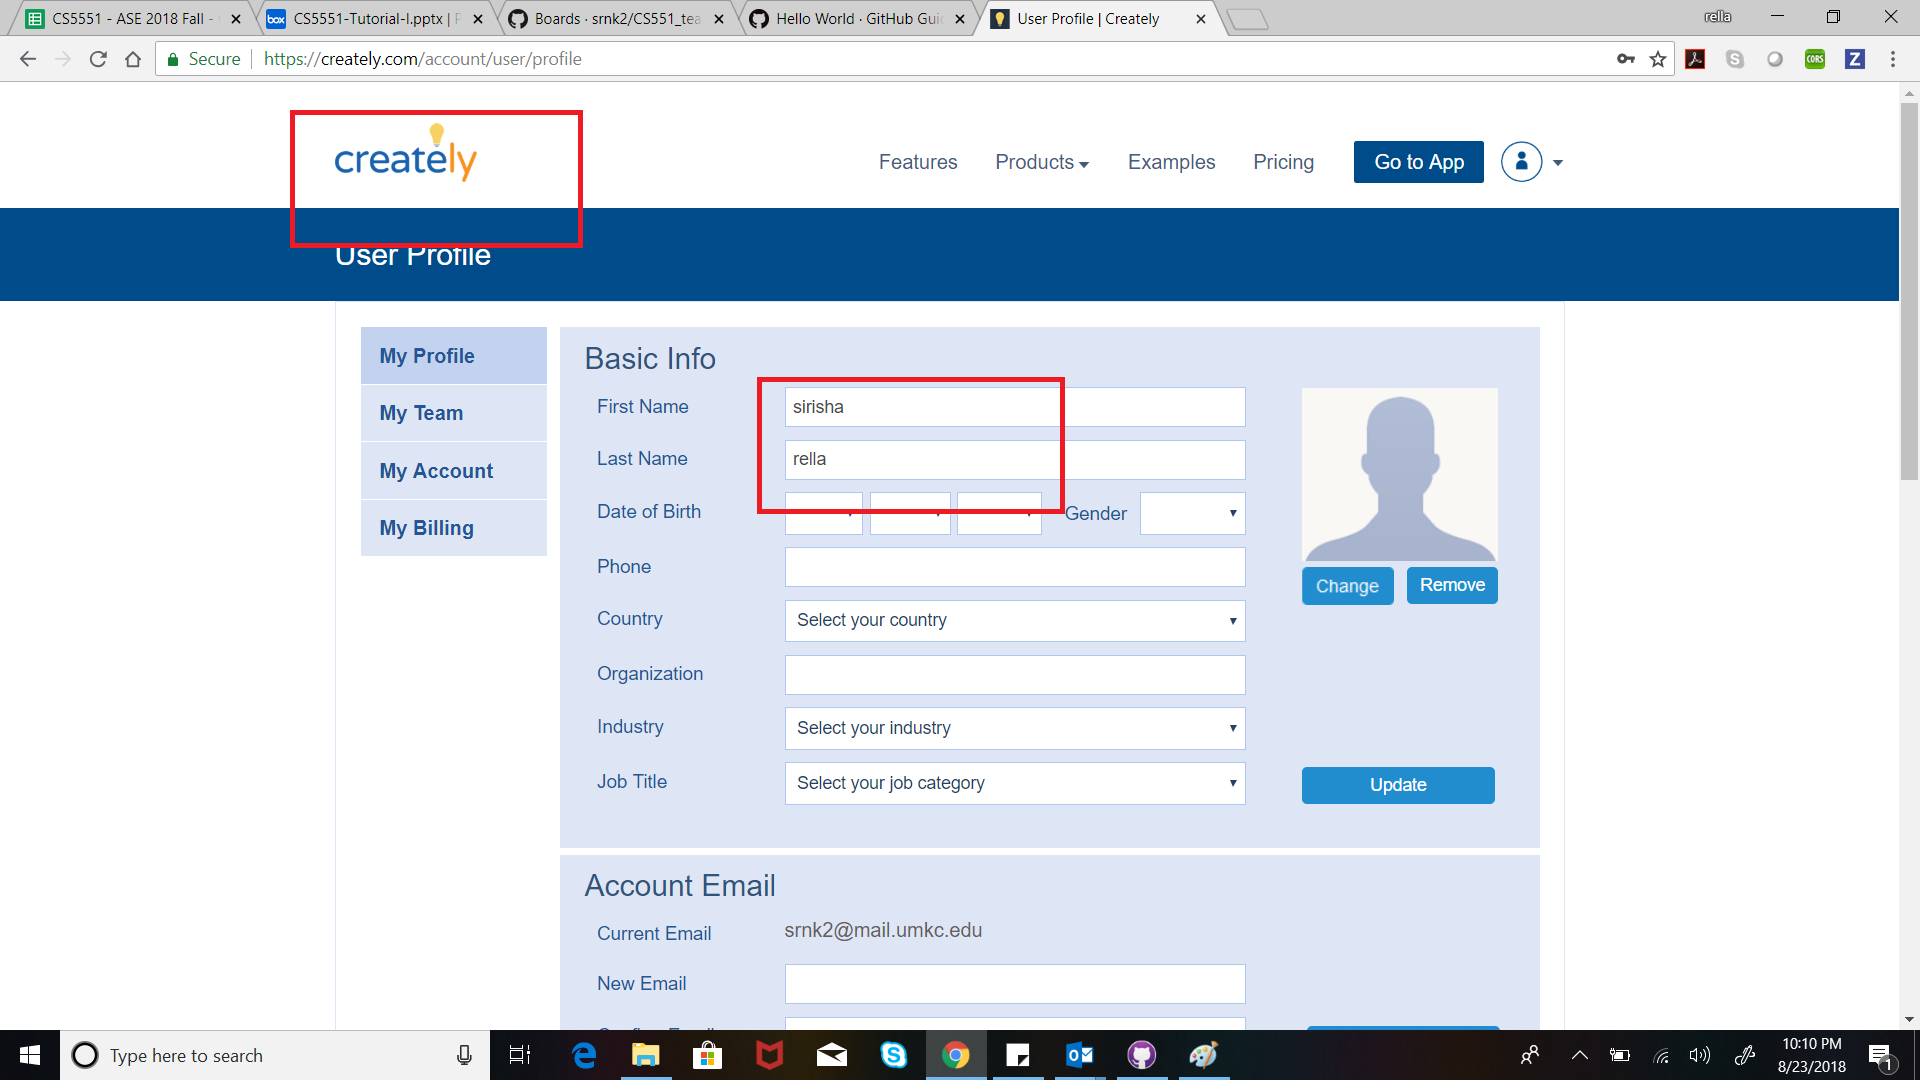 CS5551 - ASE 2018 Fall -
CS5551-Tutorial-I.pptx | P
Boards · srnk2/CS551_tea
Hello World · GitHub Gui
User Profile | Creately
rella
Secure
https://creately.com/account/user/profile
creately
Features
Products
Examples
Pricing
Go to App
User Profile
My Profile
My Team
My Account
My Billing
Basic Info
First Name
sirisha
Last Name
rella
Date of Birth
Gender
Phone
Country
Select your country
Organization
Industry
Select your industry
Job Title
Select your job category
Change
Remove
Update
Account Email
Current Email
srnk2@mail.umkc.edu
New Email
Type here to search
10:10 PM
8/23/2018
1
box
CORS
S
Z